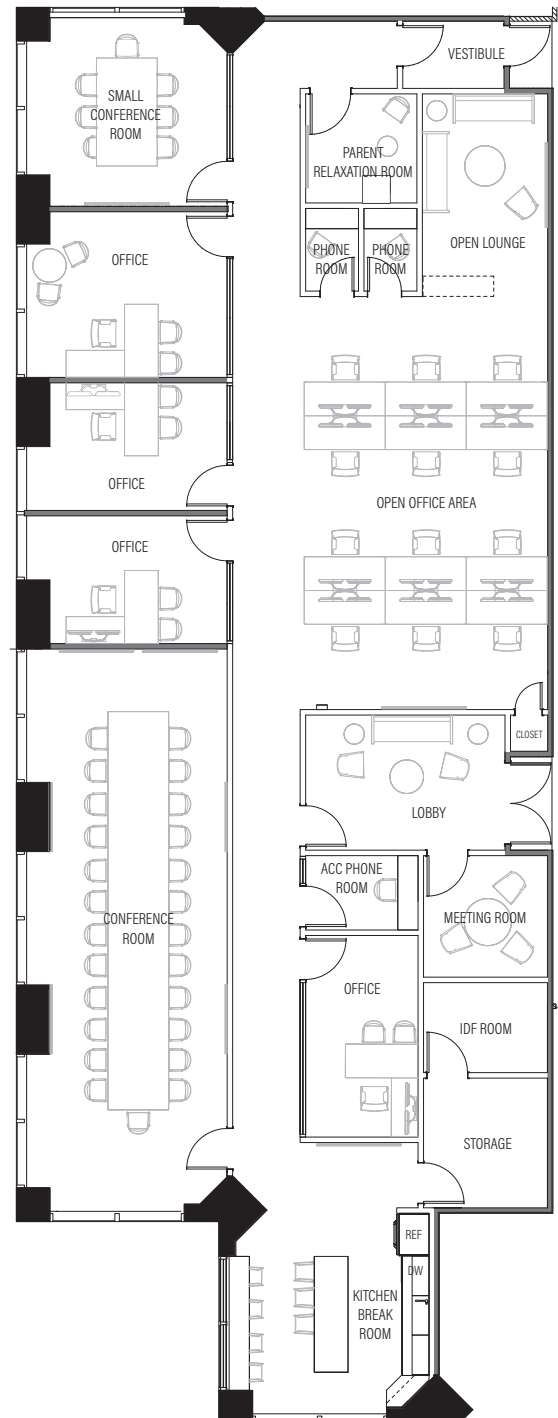 VESTIBULE
SMALL
CONFERENCE
ROOM
PARENT
RELAXATION ROOM
PHONE
ROOM
PHONE
ROOM
OPEN LOUNGE
OFFICE
OFFICE
OPEN OFFICE AREA
OFFICE
CLOSET
LOBBY
ACC PHONE
ROOM
CONFERENCE
ROOM
MEETING ROOM
OFFICE
IDF ROOM
STORAGE
REF
DW
KITCHEN
BREAK
ROOM